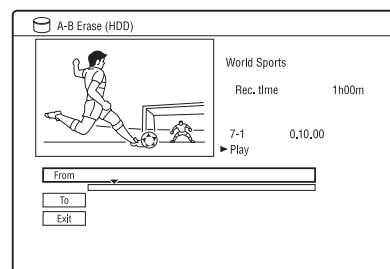 A-B Erase (HDD)
World Sports
Rec. time 1h00m
7-1 0.10.00
Play
From
To
Exit